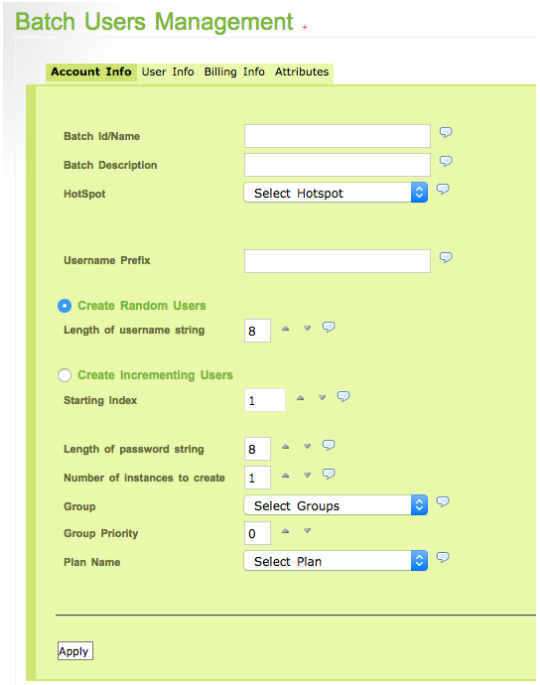 Batch Users Management +
Account Info User Info Billing Info Attributes
Batch Id/Name
Batch Description
HotSpot Select Hotspot
Username Prefix
Create Random Users
Length of username string 8
Create Incrementing Users
Starting Index 1
Length of password string 8
Number of instances to create 1
Group Select Groups
Group Priority 0
Plan Name Select Plan
Apply